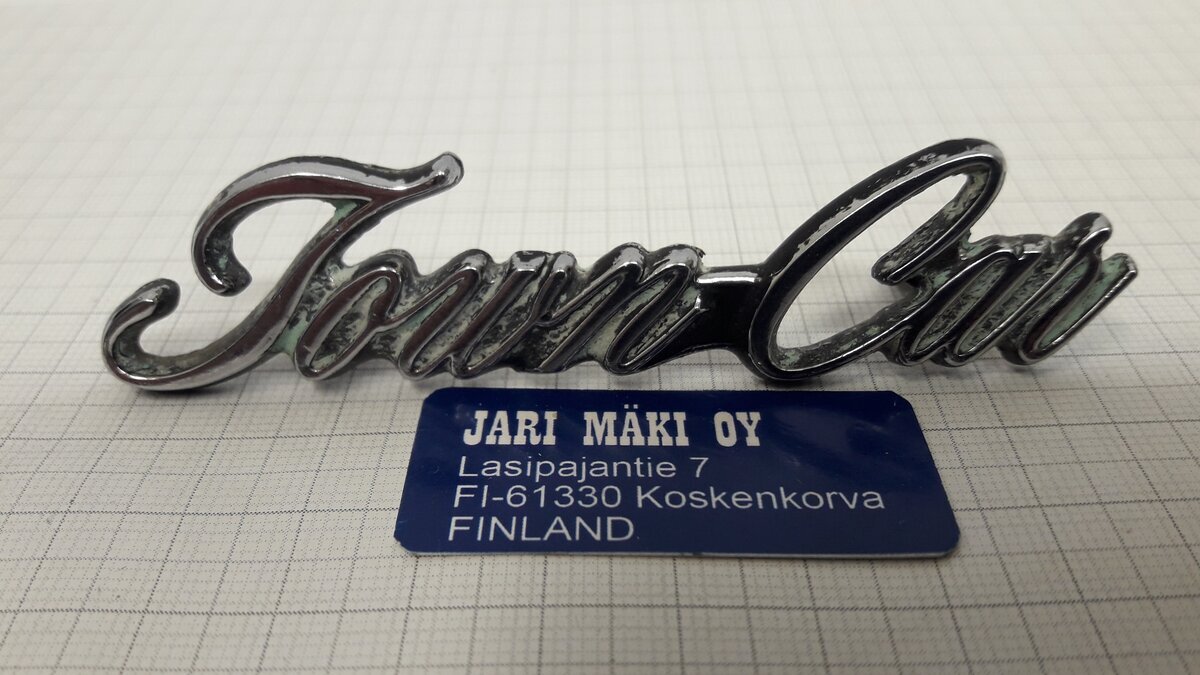 Town Car
JARI MÄKI OY
Lasipajantie 7
FI-61330 Koskenkorva
FINLAND